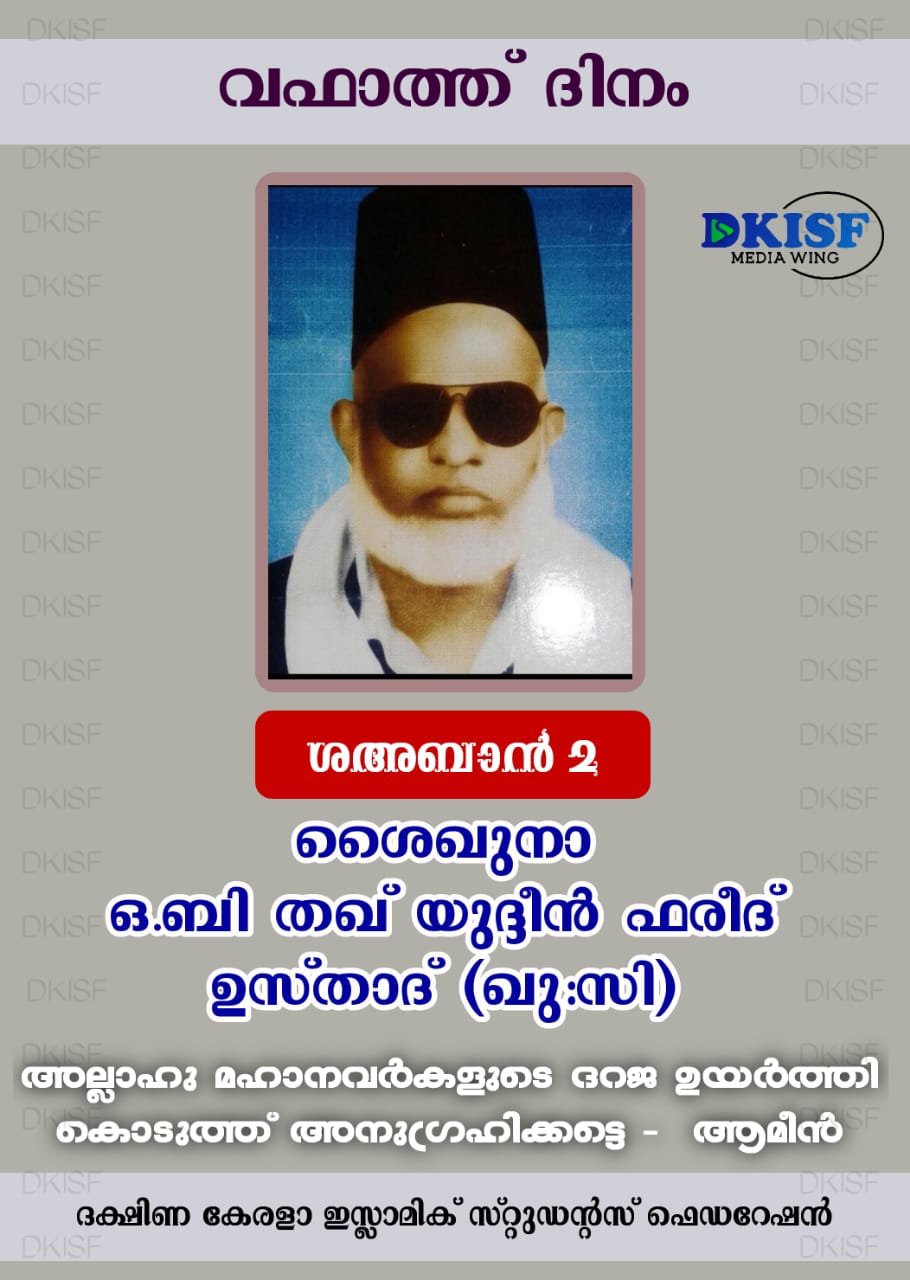 വഫാത്ത് ദിനം
DKISF
MEDIA WING
ശഅബാൻ 2
ശൈഖുനാ
ഒ.ബി തഖ് യുദ്ദീൻ ഫരീദ്
ഉസ്താദ് (ഖു:സി)
അല്ലാഹു മഹാനവർകളുടെ ദറജ ഉയർത്തി
കൊടുത്ത് അനുഗ്രഹിക്കട്ടെ - ആമീൻ
ദക്ഷിണ കേരളാ ഇസ്ലാമിക് സ്റ്റുഡന്റ്സ് ഫെഡറേഷൻ